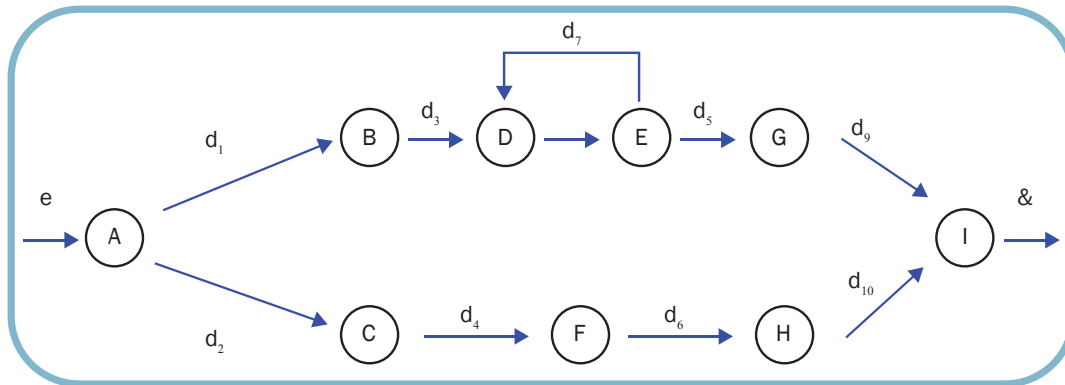 d₇
B
d₃
D
E
d₅
G
d₉
d₁
e
A
I
&
d₂
C
d₄
F
d₆
H
d₁₀